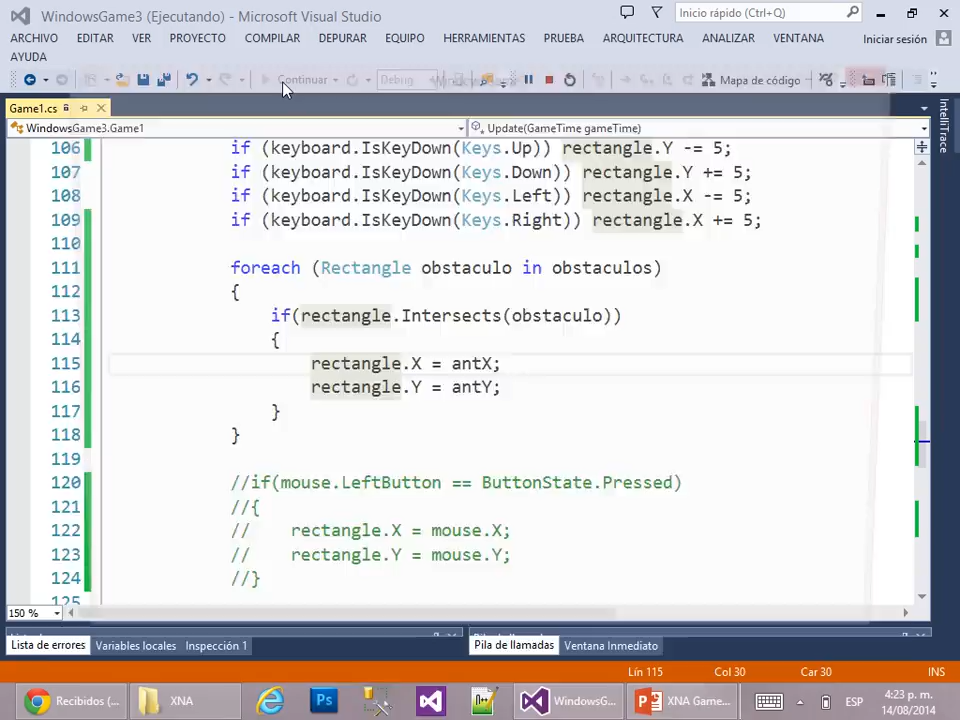 WindowsGame3 (Ejecutando) - Microsoft Visual Studio
Inicio rápido (Ctrl+Q)
ARCHIVO EDITAR VER PROYECTO COMPILAR DEPURAR EQUIPO HERRAMIENTAS PRUEBA ARQUITECTURA ANALIZAR VENTANA
Iniciar sesión
AYUDA
Continuar Debug Mapa de código
Game1.cs
WindowsGame3.Game1 Update(GameTime gameTime)
IntelliTrace
106 if (keyboard.IsKeyDown(Keys.Up)) rectangle.Y -= 5;
107 if (keyboard.IsKeyDown(Keys.Down)) rectangle.Y += 5;
108 if (keyboard.IsKeyDown(Keys.Left)) rectangle.X -= 5;
109 if (keyboard.IsKeyDown(Keys.Right)) rectangle.X += 5;
110
111 foreach (Rectangle obstaculo in obstaculos)
112 {
113 if(rectangle.Intersects(obstaculo))
114 {
115 rectangle.X = antX;
116 rectangle.Y = antY;
117 }
118 }
119
120 //if(mouse.LeftButton == ButtonState.Pressed)
121 //{
122 // rectangle.X = mouse.X;
123 // rectangle.Y = mouse.Y;
124 //}
125
150 %
Lista de errores Variables locales Inspección 1 Pila de llamadas Ventana Inmediato
Lín 115 Col 30 Car 30 INS
Recibidos (... XNA WindowsG... XNA Game... ESP
4:23 p. m.
14/08/2014